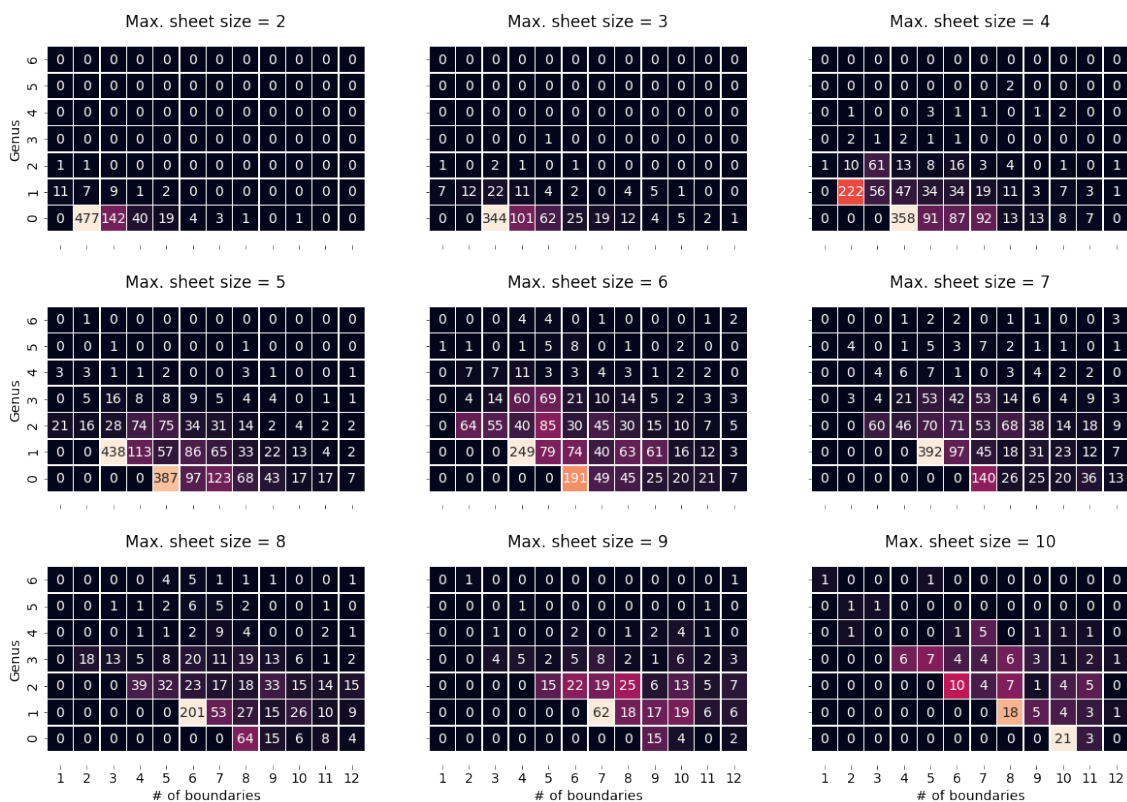 Max. sheet size = 2
Max. sheet size = 3
Max. sheet size = 4
Genus
6 0 0 0 0 0 0 0 0 0 0 0 0
5 0 0 0 0 0 0 0 0 0 0 0 0
4 0 0 0 0 0 0 0 0 0 0 0 0
3 0 0 0 0 0 0 0 0 0 0 0 0
2 1 1 0 0 0 0 0 0 0 0 0 0
1 11 7 9 1 2 0 0 0 0 0 0 0
0 0 477 142 40 19 4 3 1 0 1 0 0
0 0 0 0 0 0 0 0 0 0 0 0
0 0 0 0 0 0 0 0 0 0 0 0
0 0 0 0 0 0 0 0 0 0 0 0
0 0 0 0 1 0 0 0 0 0 0 0
1 0 2 1 0 1 0 0 0 0 0 0
7 12 22 11 4 2 0 4 5 1 0 0
0 0 344 101 62 25 19 12 4 5 2 1
0 0 0 0 0 0 0 0 0 0 0 0
0 0 0 0 0 0 0 2 0 0 0 0
0 1 0 0 3 1 1 0 1 2 0 0
0 2 1 2 1 1 0 0 0 0 0 0
1 10 61 13 8 16 3 4 0 1 0 1
0 222 56 47 34 34 19 11 3 7 3 1
0 0 0 358 91 87 92 13 13 8 7 0
Max. sheet size = 5
Max. sheet size = 6
Max. sheet size = 7
Genus
6 0 1 0 0 0 0 0 0 0 0 0 0
5 0 0 1 0 0 0 0 1 0 0 0 0
4 3 3 1 1 2 0 0 3 1 0 0 1
3 0 5 16 8 8 9 5 4 4 0 1 1
2 21 16 28 74 75 34 31 14 2 4 2 2
1 0 0 438 113 57 86 65 33 22 13 4 2
0 0 0 0 0 387 97 123 68 43 17 17 7
0 0 0 4 4 0 1 0 0 0 1 2
1 1 0 1 5 8 0 1 0 2 0 0
0 7 7 11 3 3 4 3 1 2 2 0
0 4 14 60 69 21 10 14 5 2 3 3
0 64 55 40 85 30 45 30 15 10 7 5
0 0 0 249 79 74 40 63 61 16 12 3
0 0 0 0 0 191 49 45 25 20 21 7
0 0 0 1 2 2 0 1 1 0 0 3
0 4 0 1 5 3 7 2 1 1 0 1
0 0 4 6 7 1 0 3 4 2 2 0
0 3 4 21 53 42 53 14 6 4 9 3
0 0 60 46 70 71 53 68 38 14 18 9
0 0 0 0 392 97 45 18 31 23 12 7
0 0 0 0 0 0 140 26 25 20 36 13
Max. sheet size = 8
Max. sheet size = 9
Max. sheet size = 10
Genus
6 0 0 0 0 4 5 1 1 1 0 0 1
5 0 0 1 1 2 6 5 2 0 0 1 0
4 0 0 0 1 1 2 9 4 0 0 2 1
3 0 18 13 5 8 20 11 19 13 6 1 2
2 0 0 0 39 32 23 17 18 33 15 14 15
1 0 0 0 0 0 201 53 27 15 26 10 9
0 0 0 0 0 0 0 0 64 15 6 8 4
1 2 3 4 5 6 7 8 9 10 11 12
# of boundaries
0 1 0 0 0 0 0 0 0 0 0 1
0 0 0 1 0 0 0 0 0 0 1 0
0 0 1 0 0 2 0 1 2 4 1 0
0 0 4 5 2 5 8 2 1 6 2 3
0 0 0 0 15 22 19 25 6 13 5 7
0 0 0 0 0 0 62 18 17 19 6 6
0 0 0 0 0 0 0 0 15 4 0 2
1 2 3 4 5 6 7 8 9 10 11 12
# of boundaries
1 0 0 0 1 0 0 0 0 0 0 0
0 1 1 0 0 0 0 0 0 0 0 0
0 1 0 0 0 1 5 0 1 1 1 0
0 0 0 6 7 4 4 6 3 1 2 1
0 0 0 0 0 10 4 7 1 4 5 0
0 0 0 0 0 0 0 18 5 4 3 1
0 0 0 0 0 0 0 0 0 21 3 0
1 2 3 4 5 6 7 8 9 10 11 12
# of boundaries